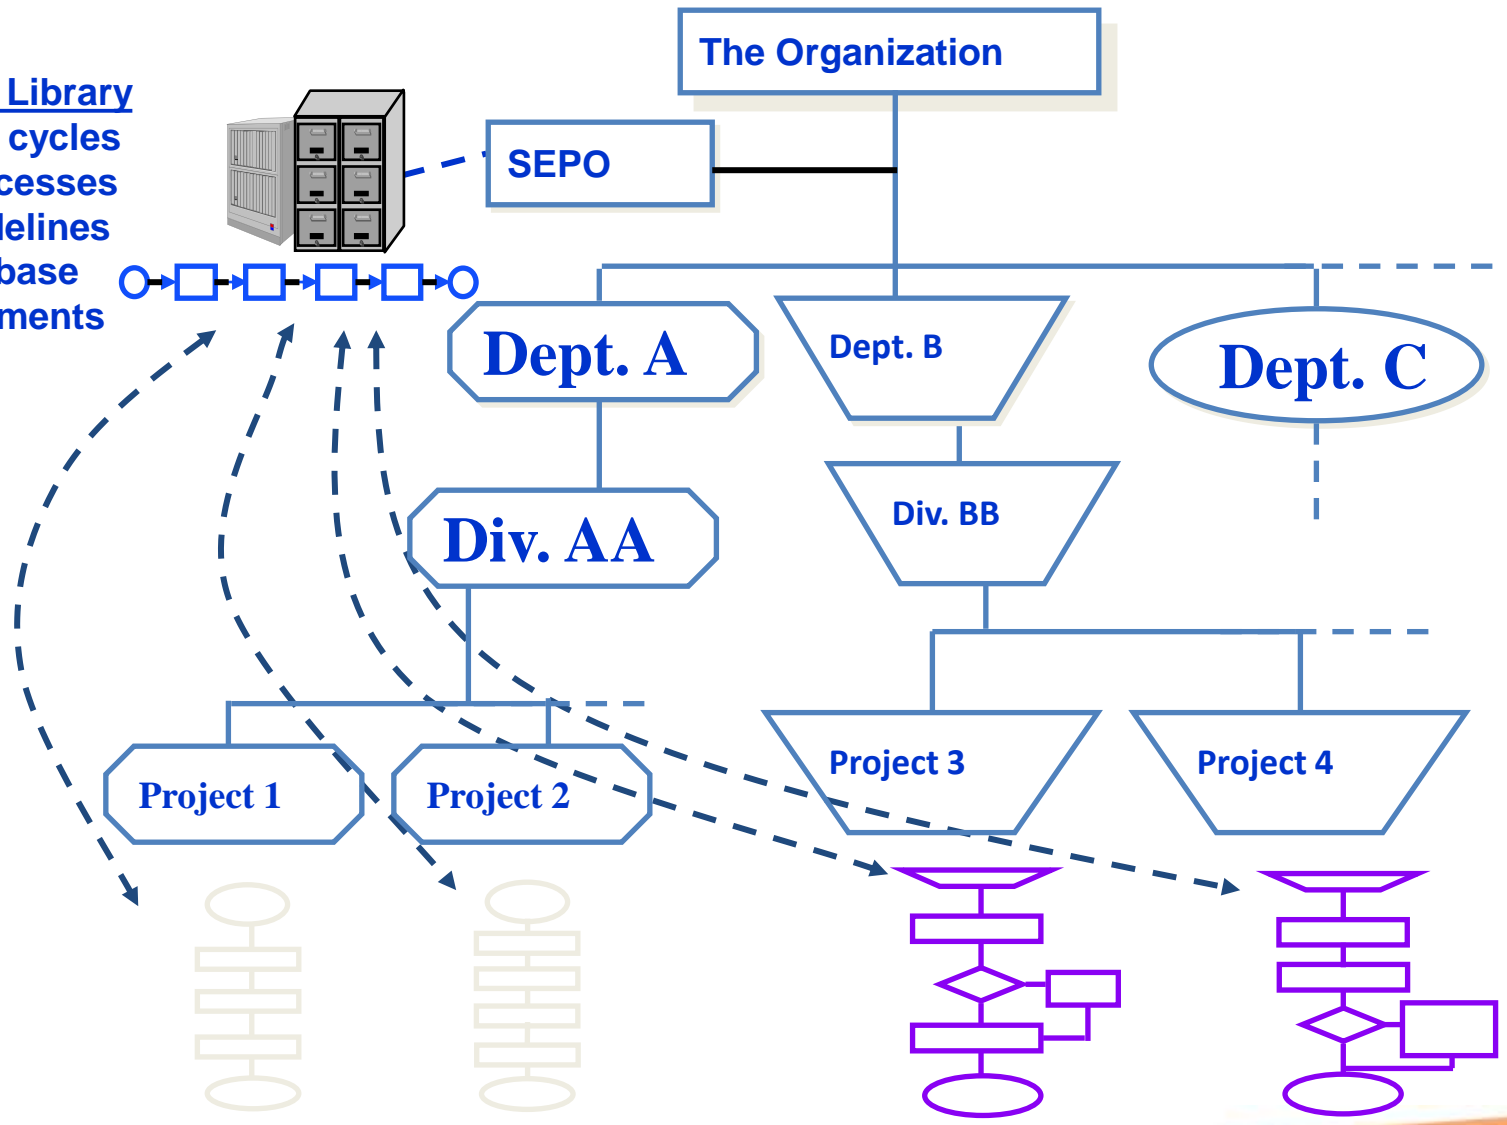 The Organization
Library
cycles
cesses
lelines
base
ments
SEPO
Dept. A
Dept. B
Dept. C
Div. AA
Div. BB
Project 1
Project 2
Project 3
Project 4